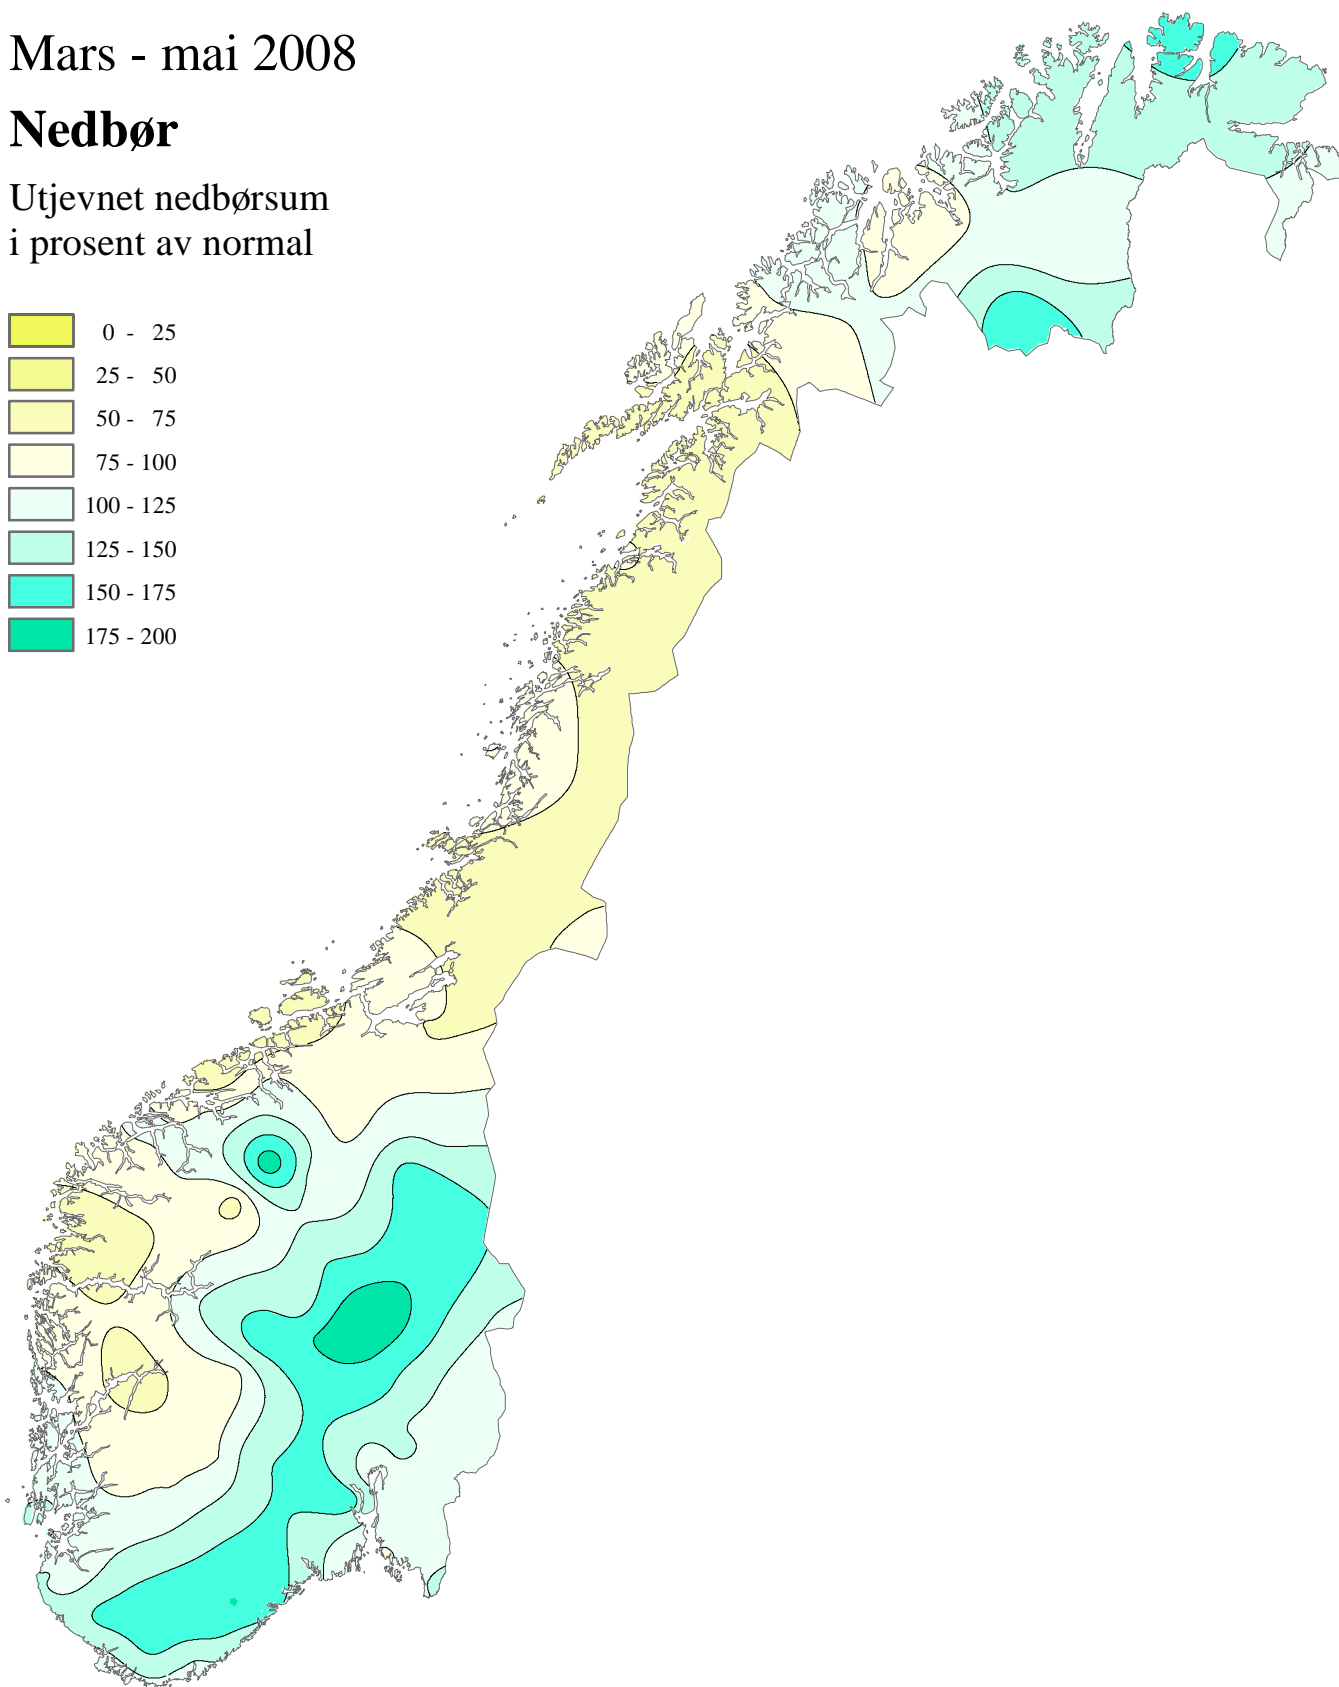 Mars - mai 2008
Nedbør
Utjevnet nedbørsum
i prosent av normal
0 - 25
25 - 50
50 - 75
75 - 100
100 - 125
125 - 150
150 - 175
175 - 200